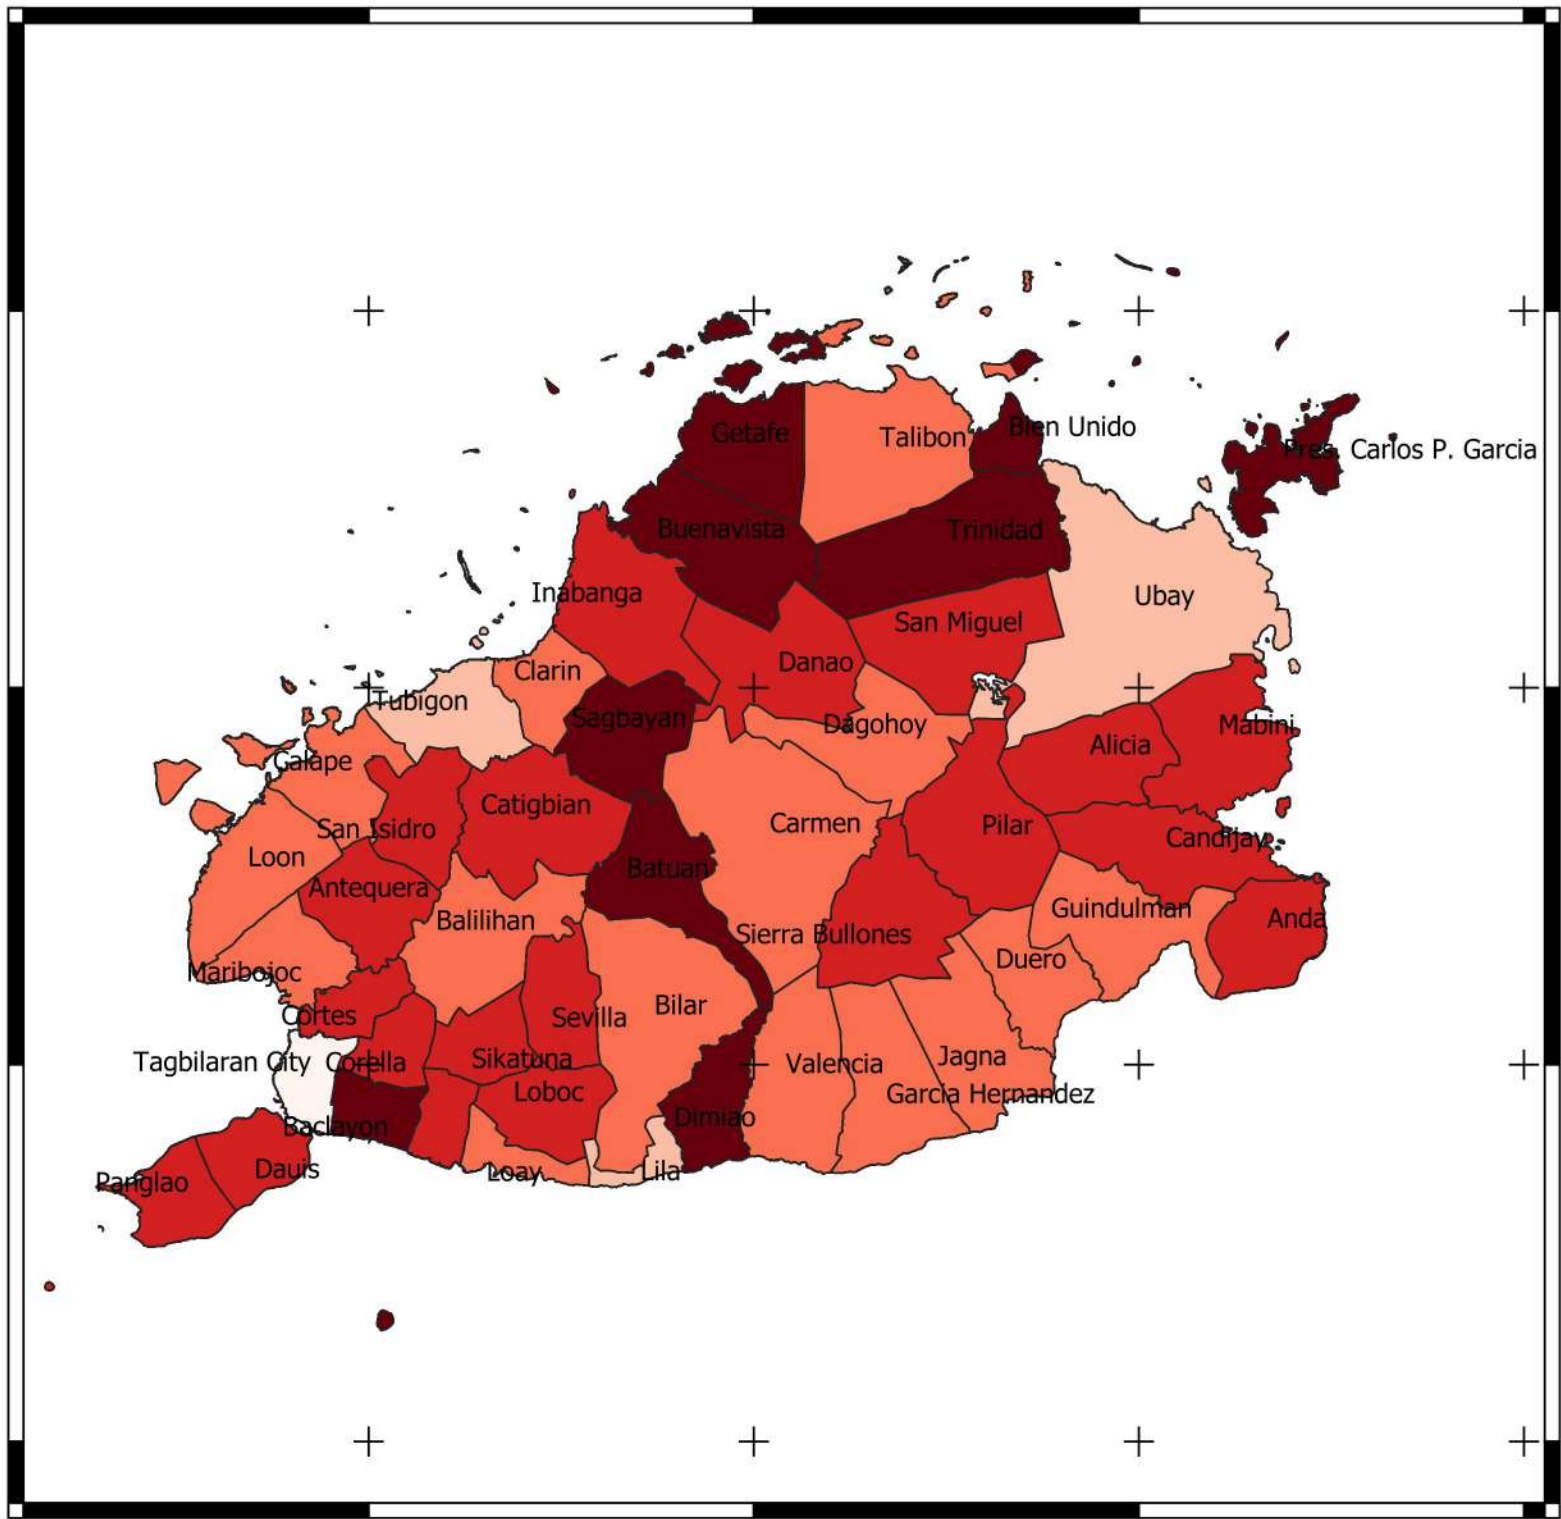 Getafe
Talibon
Bien Unido
Pres. Carlos P. Garcia
Buenavista
Trinidad
Inabanga
Ubay
San Miguel
Danao
Clarin
Tubigon
Sagbayan
Dagohoy
Mabini
Alicia
Calape
Catigbian
Carmen
Pilar
San Isidro
Candijay
Loon
Batuan
Antequera
Guindulman
Anda
Balilihan
Sierra Bullones
Duero
Maribojoc
Bilar
Cortes
Sevilla
Tagbilaran City
Corella
Sikatuna
Valencia
Jagna
Loboc
Garcia Hernandez
Dimiao
Baclayon
Dauis
Loay
Lila
Panglao